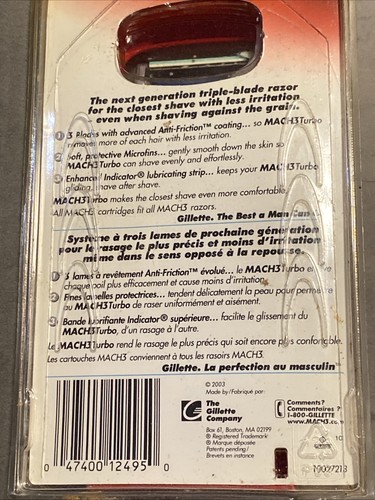 The next generation triple-blade razor
for the closest shave with less irritation
even when shaving against the grain.
1 3 Blades with advanced Anti-Friction™ coating... so MACH3Turbo
removes more of each hair with less irritation.
2 Soft, protective Microfins... gently smooth down the skin so
MACH3Turbo can shave evenly and effortlessly.
3 Enhanced Indicator® lubricating strip... keeps your MACH3Turbo
gliding, shave after shave.
MACH3Turbo makes the closest shave even more comfortable.
All MACH3 cartridges fit all MACH3 razors.
Gillette. The Best a Man Can
Système à trois lames de prochaine génération
pour le rasage le plus précis et moins d'irritation
même dans le sens opposé à la repousse.
1 3 lames à revêtement Anti-Friction™ évolué... le MACH3Turbo
chaque poil plus efficacement et cause moins d'irritation.
2 Fines lamelles protectrices... tendent délicatement la peau pour permettre
au MACH3Turbo de raser uniformément et aisément.
3 Bande lubrifiante Indicator® supérieure... facilite le glissement du
MACH3Turbo, d'un rasage à l'autre.
Le MACH3Turbo rend le rasage le plus précis qui soit encore plus confortable.
Les cartouches MACH3 conviennent à tous les rasoirs MACH3.
Gillette. La perfection au masculin™
© 2003
Made by/Fabriqué par:
The
Gillette
Company
Box 61, Boston, MA 02199
® Registered Trademark/
® Marque déposée
Patents pending/
Brevets en instance
Comments?
Commentaires ?
1-800-GILLETTE
www.MACH3.c
0 47400 12495 0